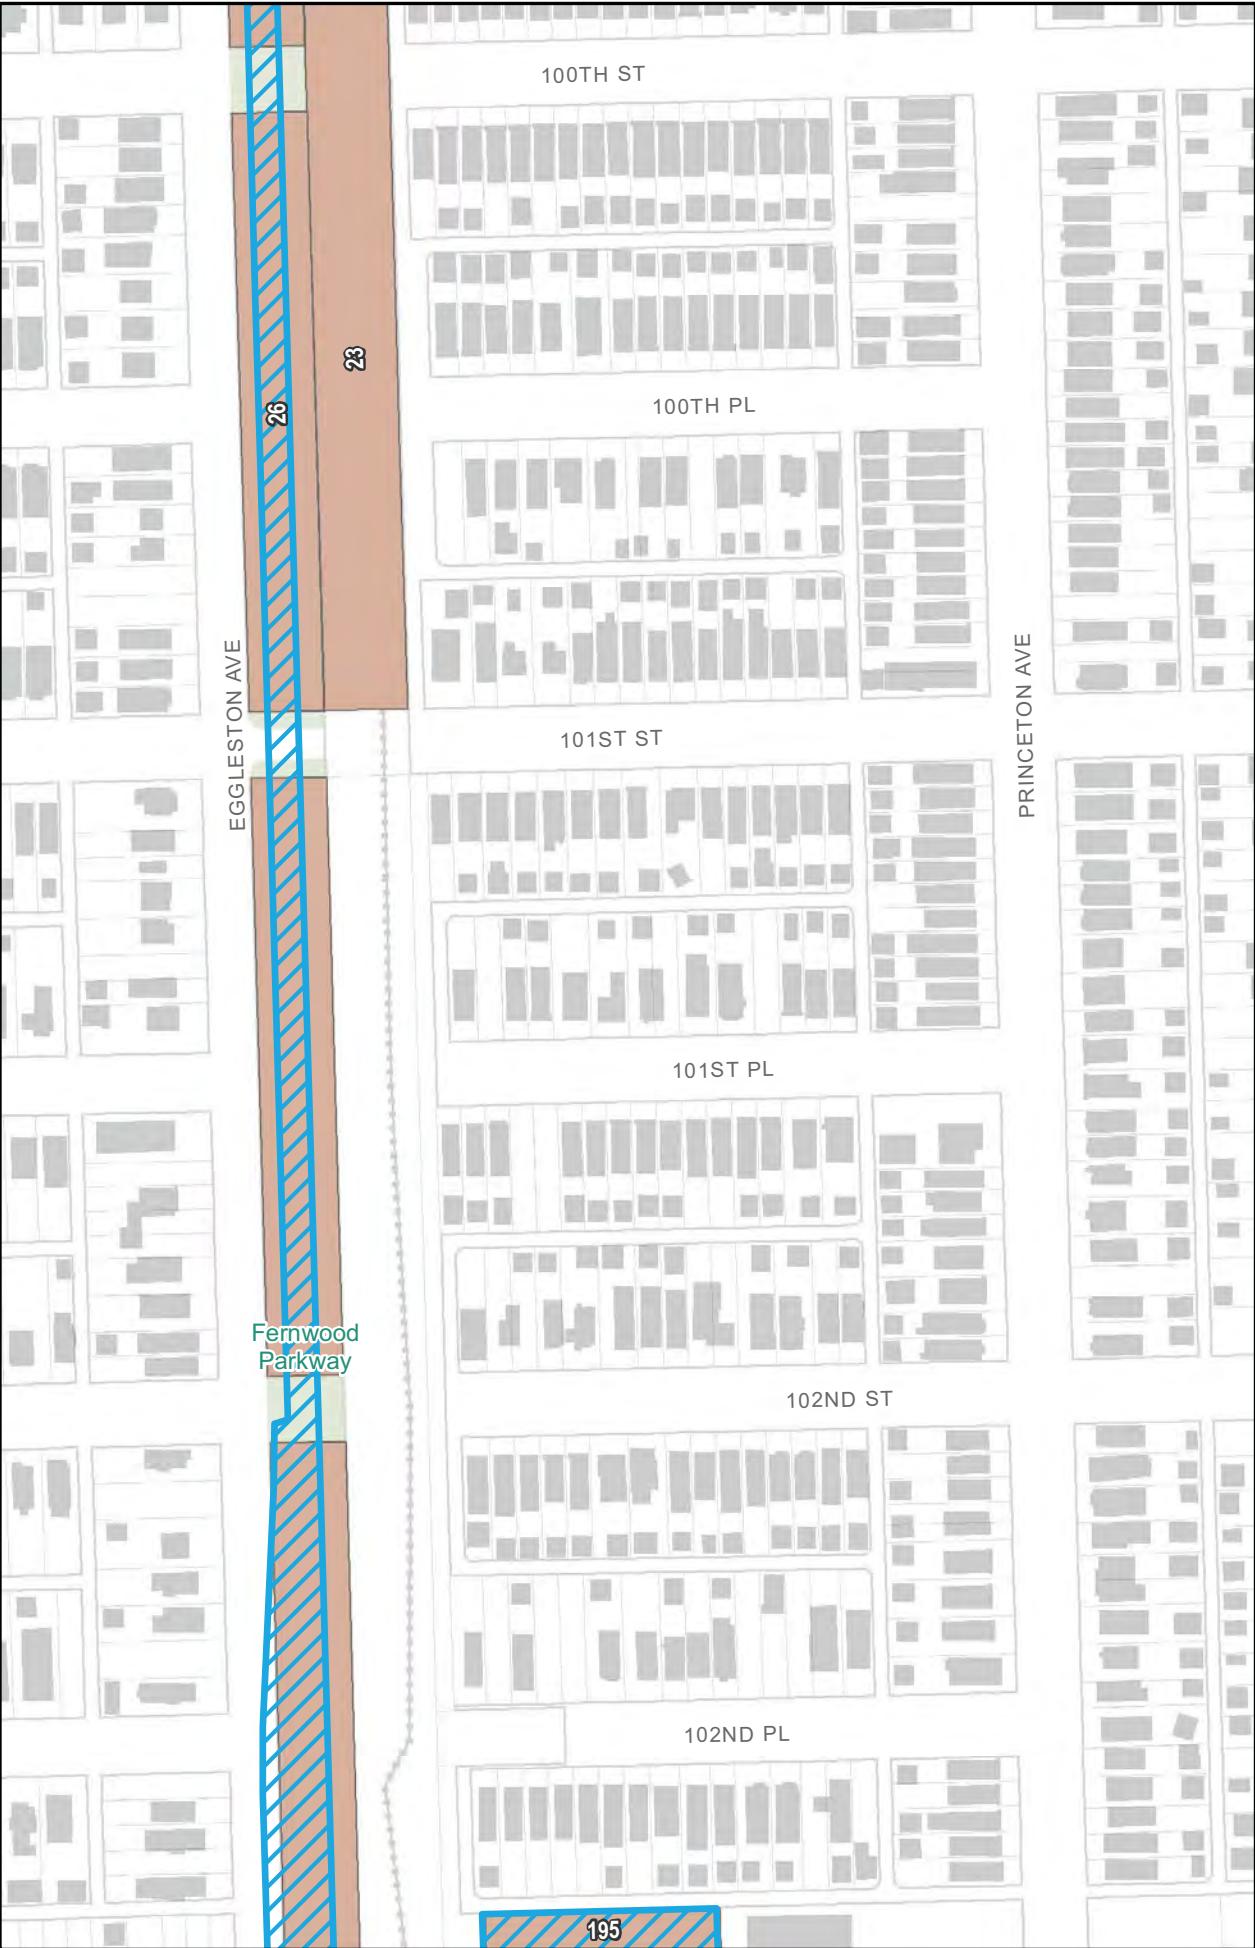 100TH ST
23
26
100TH PL
EGGLESTON AVE
PRINCETON AVE
101ST ST
101ST PL
Fernwood
Parkway
102ND ST
102ND PL
195